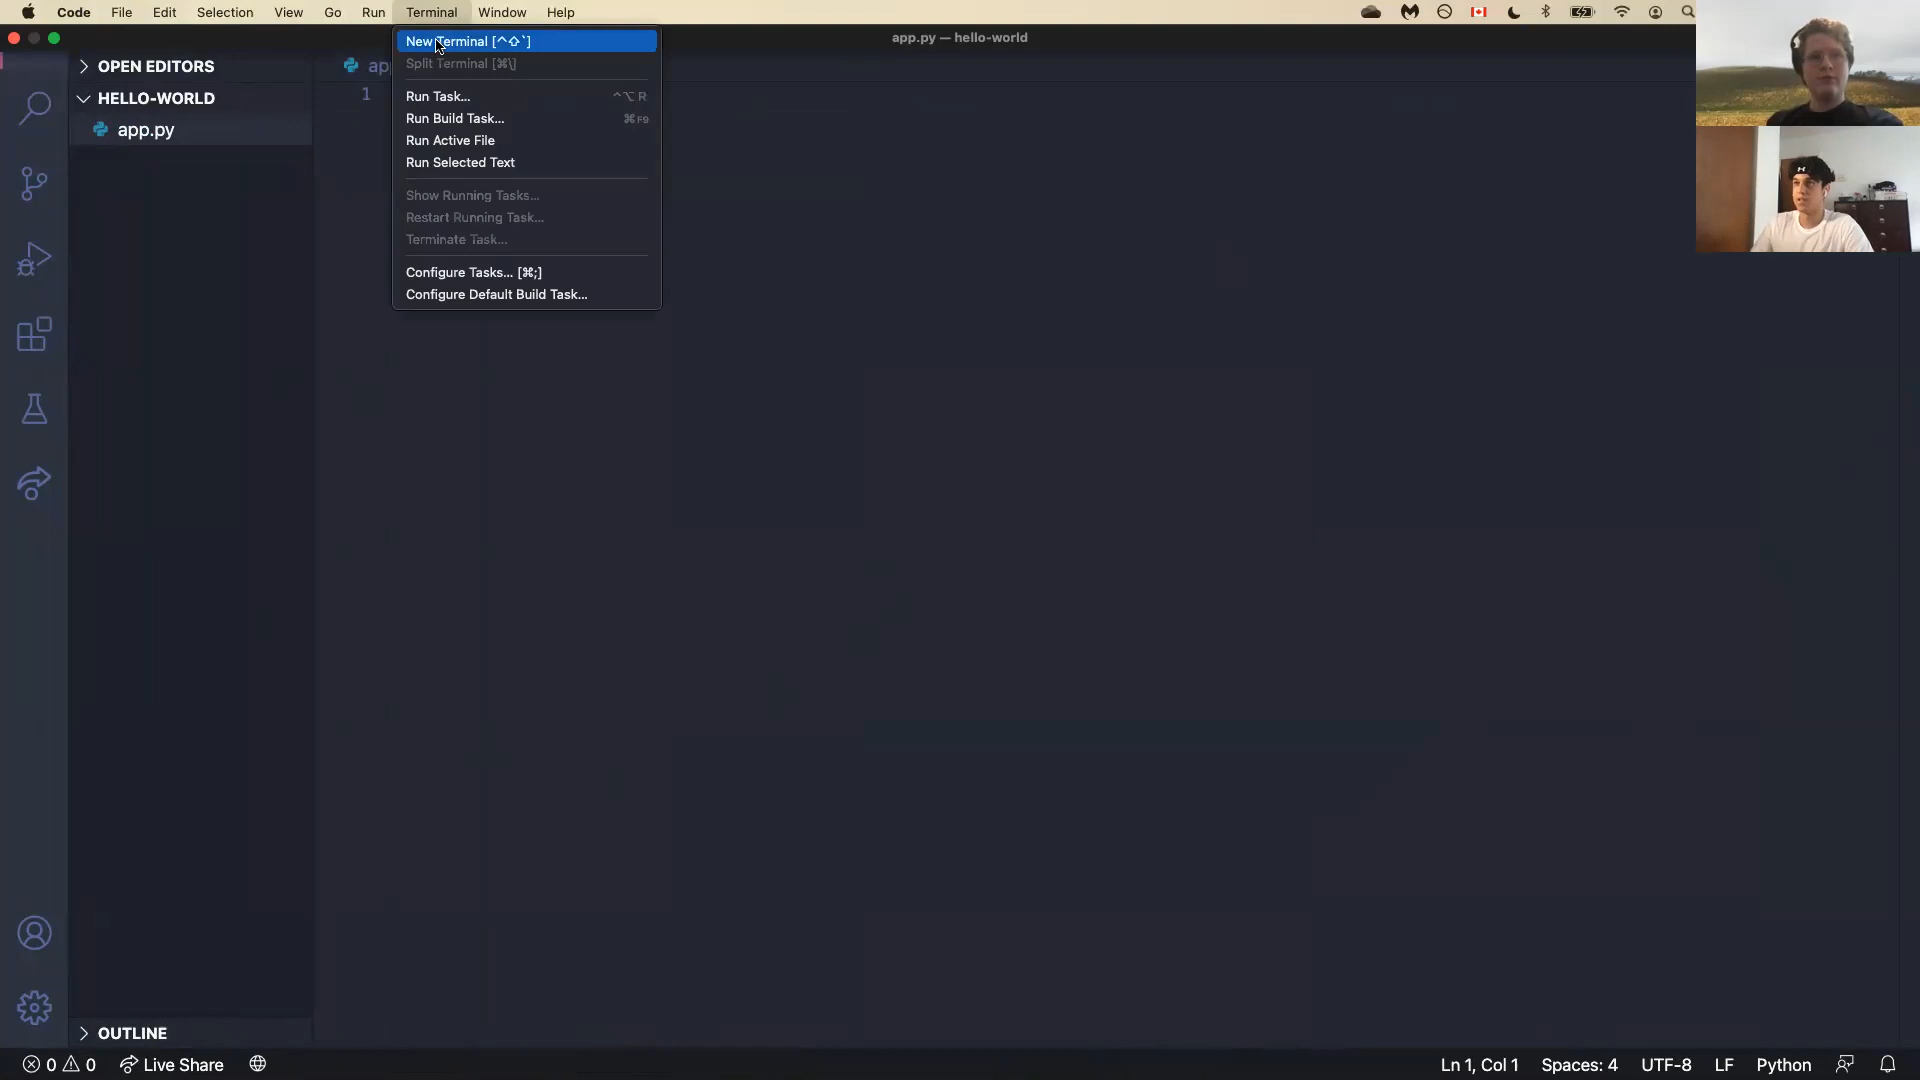 Code File Edit Selection View Go Run Terminal Window Help
app.py — hello-world
New Terminal [^⇧`]
Split Terminal [⌘\]
Run Task... ^⌥ R
Run Build Task... ⌘F9
Run Active File
Run Selected Text
Show Running Tasks...
Restart Running Task...
Terminate Task...
Configure Tasks... [⌘;]
Configure Default Build Task...
OPEN EDITORS
HELLO-WORLD
app.py
ap
1
OUTLINE
0 0 Live Share
Ln 1, Col 1 Spaces: 4 UTF-8 LF Python